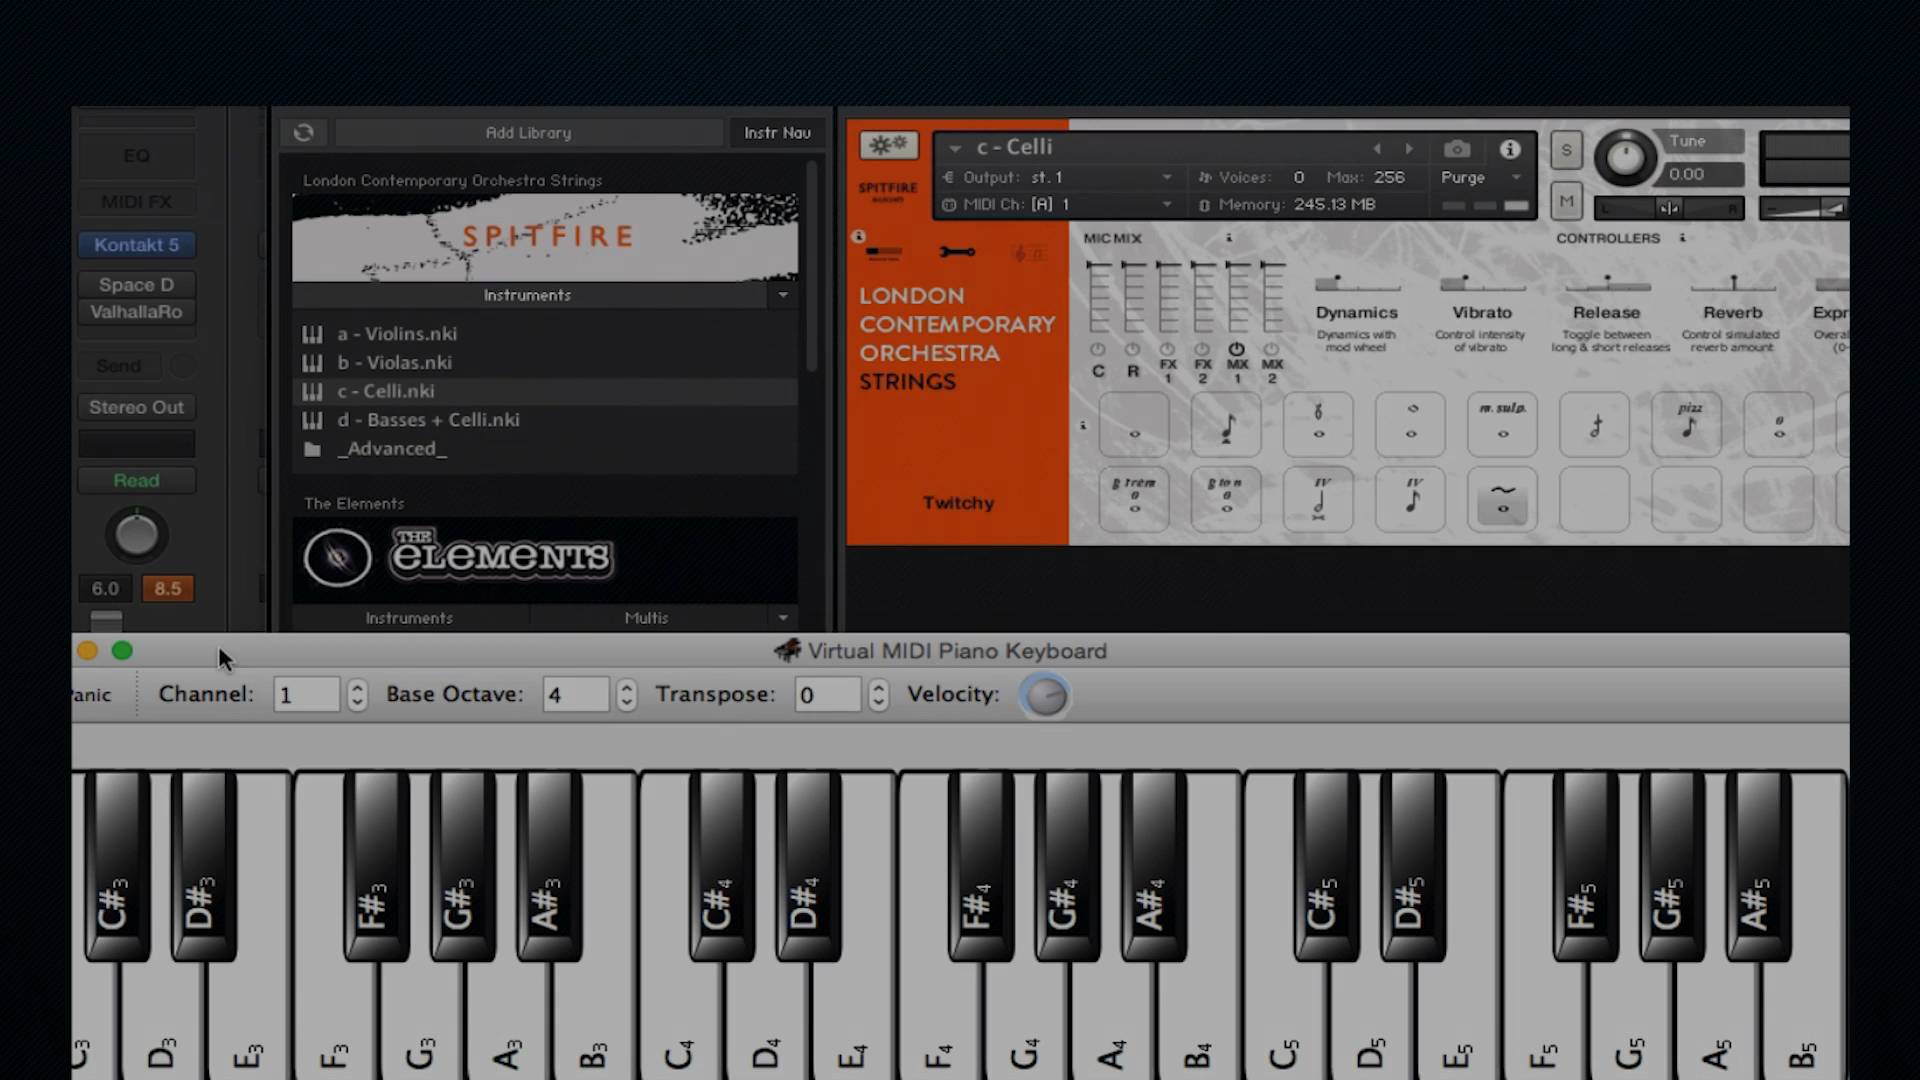 EQ
MIDI FX
Kontakt 5
Space D
ValhallaRo
Send
Stereo Out
Read
6.0 8.5
Add Library
Instr Nav
London Contemporary Orchestra Strings
SPITFIRE
Instruments
a - Violins.nki
b - Violas.nki
c - Celli.nki
d - Basses + Celli.nki
_Advanced_
The Elements
THE ELEMENTS
Instruments Multis
SPITFIRE
LONDON
CONTEMPORARY
ORCHESTRA
STRINGS
Twitchy
c - Celli
Output: st. 1
Voices: 0 Max: 256
Purge
MIDI Ch: [A] 1
Memory: 245.13 MB
S
M
Tune
0.00
L R
MIC MIX
C R FX 1 FX 2 MX 1 MX 2
CONTROLLERS
Dynamics
Dynamics with
mod wheel
Vibrato
Control intensity
of vibrato
Release
Toggle between
long & short releases
Reverb
Control simulated
reverb amount
Expr
Overal
(0-
m. sulp.
pizz
IV
IV
Virtual MIDI Piano Keyboard
anic
Channel: 1
Base Octave: 4
Transpose: 0
Velocity:
C#3 D#3 F#3 G#3 A#3 C#4 D#4 F#4 G#4 A#4 C#5 D#5 F#5 G#5 A#5
C3 D3 E3 F3 G3 A3 B3 C4 D4 E4 F4 G4 A4 B4 C5 D5 E5 F5 G5 A5 B5